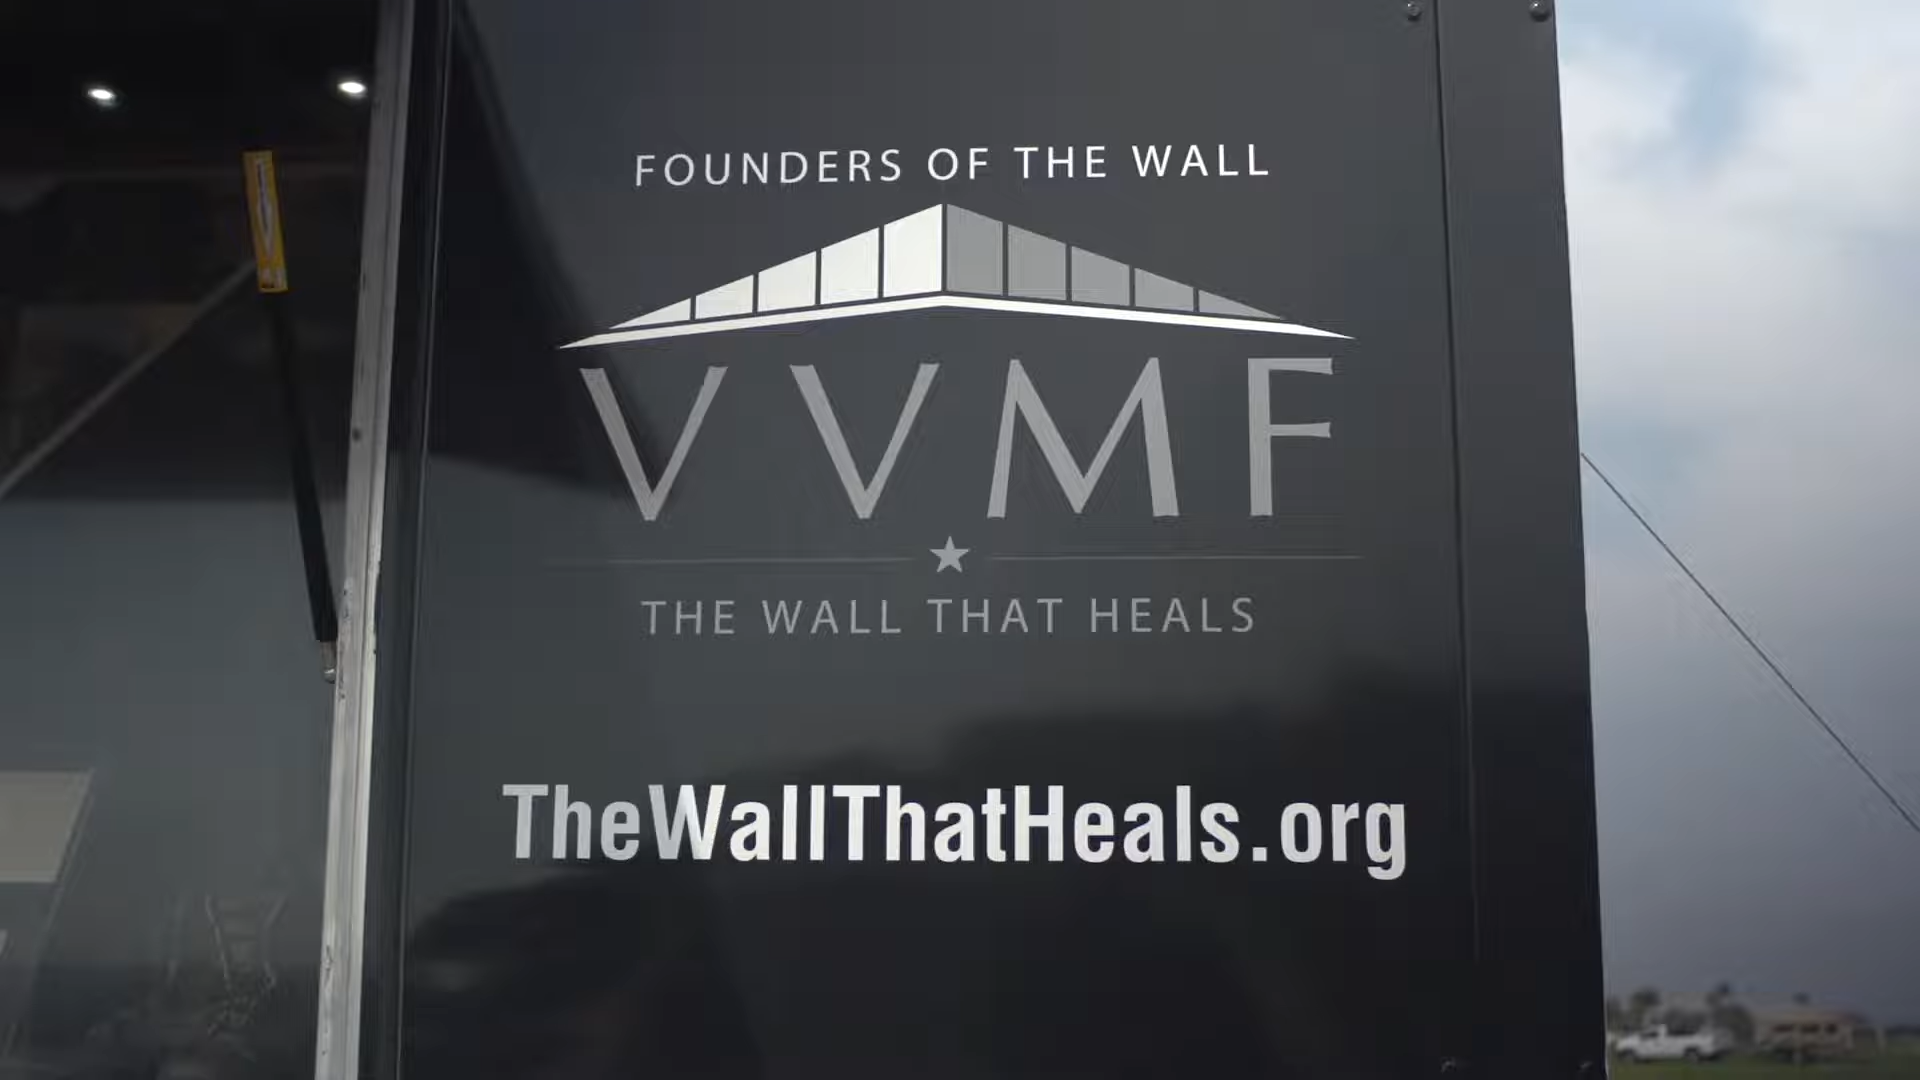 FOUNDERS OF THE WALL
VVMF
THE WALL THAT HEALS
TheWallThatHeals.org